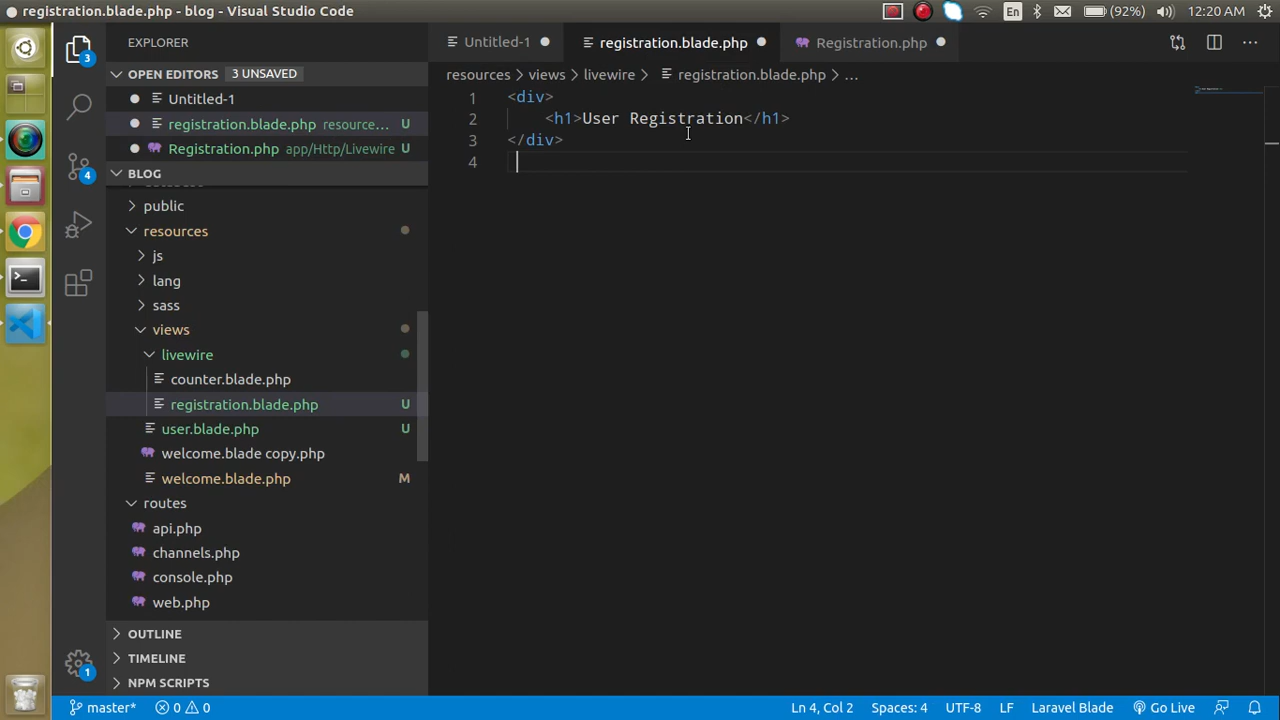 registration.blade.php - blog - Visual Studio Code
En
(92%)
12:20 AM
EXPLORER
Untitled-1
registration.blade.php
Registration.php
3
OPEN EDITORS
3 UNSAVED
resources
views
livewire
registration.blade.php
...
Untitled-1
registration.blade.php
resource...
U
Registration.php
app/Http/Livewire
U
4
BLOG
public
resources
js
lang
sass
views
livewire
counter.blade.php
registration.blade.php
U
user.blade.php
U
welcome.blade copy.php
welcome.blade.php
M
routes
api.php
channels.php
console.php
web.php
OUTLINE
TIMELINE
NPM SCRIPTS
1
1 <div>
2 <h1>User Registration</h1>
3 </div>
4
master*
0
0
Ln 4, Col 2
Spaces: 4
UTF-8
LF
Laravel Blade
Go Live